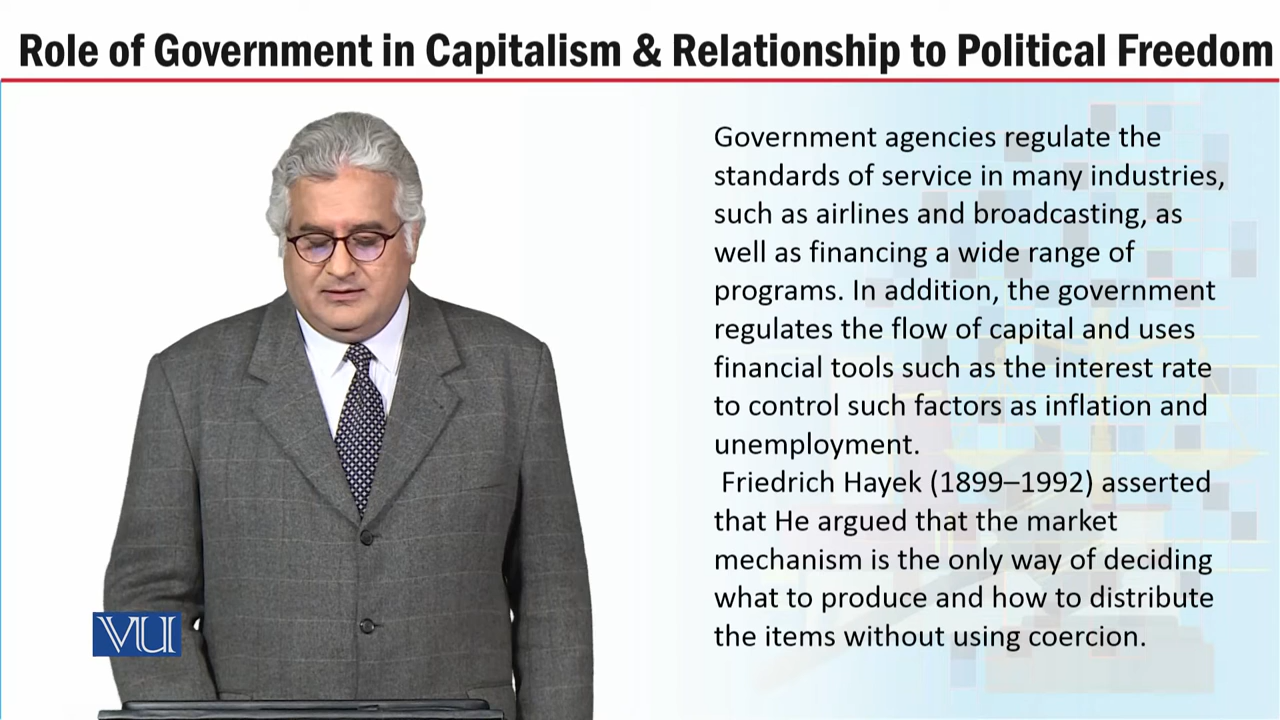 Role of Government in Capitalism & Relationship to Political Freedom
Government agencies regulate the
standards of service in many industries,
such as airlines and broadcasting, as
well as financing a wide range of
programs. In addition, the government
regulates the flow of capital and uses
financial tools such as the interest rate
to control such factors as inflation and
unemployment.
Friedrich Hayek (1899–1992) asserted
that He argued that the market
mechanism is the only way of deciding
what to produce and how to distribute
the items without using coercion.
VU